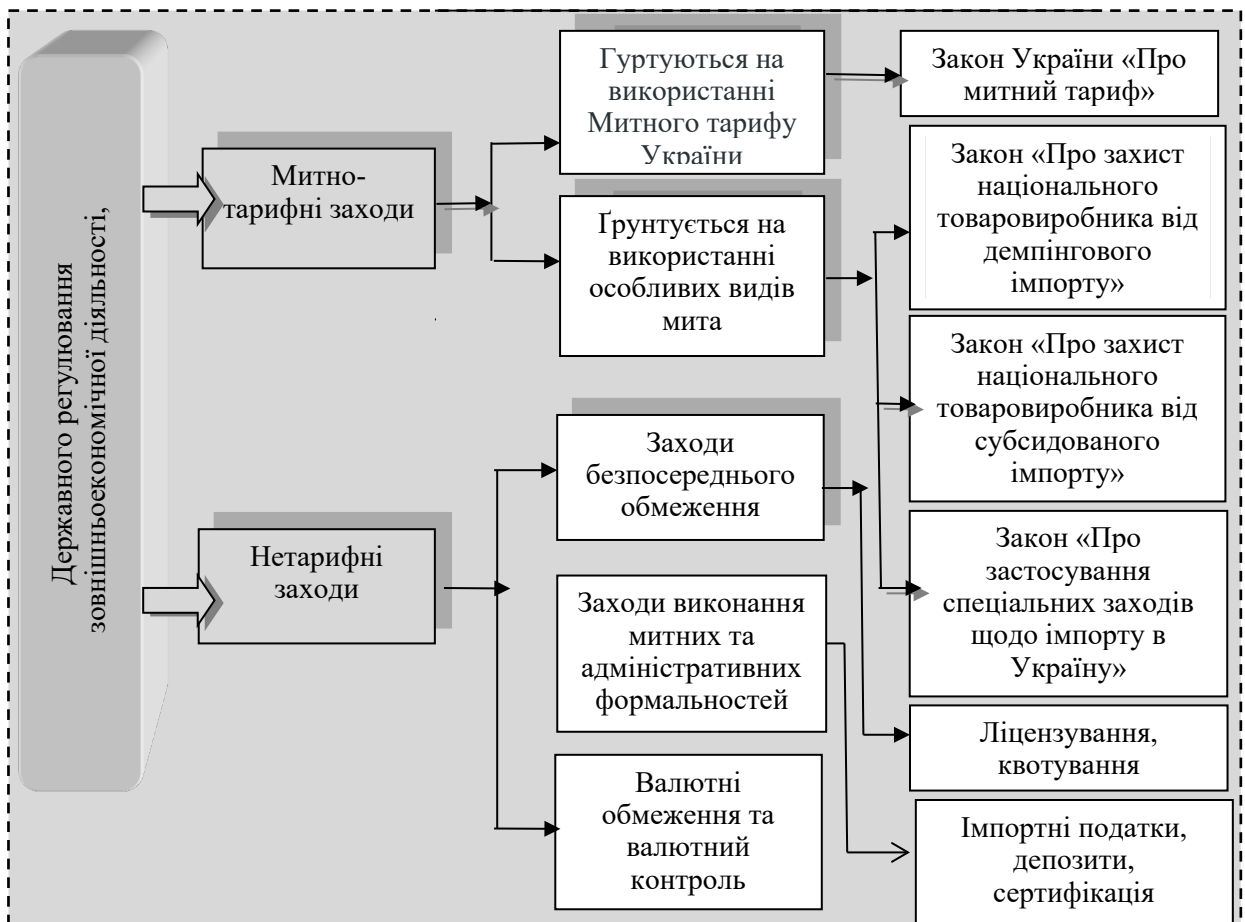 Державного регулювання
зовнішньоекономічної діяльності,
Митно-
тарифні заходи
Нетарифні
заходи
Гуртуються на
використанні
Митного тарифу
України
Ґрунтується на
використанні
особливих видів
мита
Заходи
безпосереднього
обмеження
Заходи виконання
митних та
адміністративних
формальностей
Валютні
обмеження та
валютний
контроль
Закон України «Про
митний тариф»
Закон «Про захист
національного
товаровиробника від
демпінгового
імпорту»
Закон «Про захист
національного
товаровиробника від
субсидованого
імпорту»
Закон «Про
застосування
спеціальних заходів
щодо імпорту в
Україну»
Ліцензування,
квотування
Імпортні податки,
депозити,
сертифікація